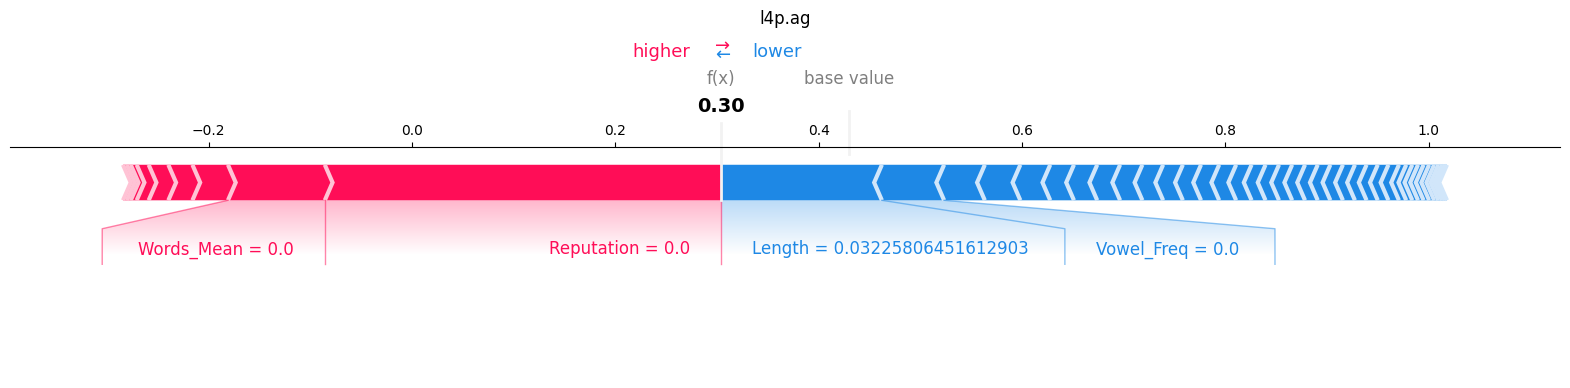 l4p.ag
higher ⇄ lower
f(x) base value
0.30
−0.2 0.0 0.2 0.4 0.6 0.8 1.0
Words_Mean = 0.0 Reputation = 0.0 Length = 0.03225806451612903 Vowel_Freq = 0.0